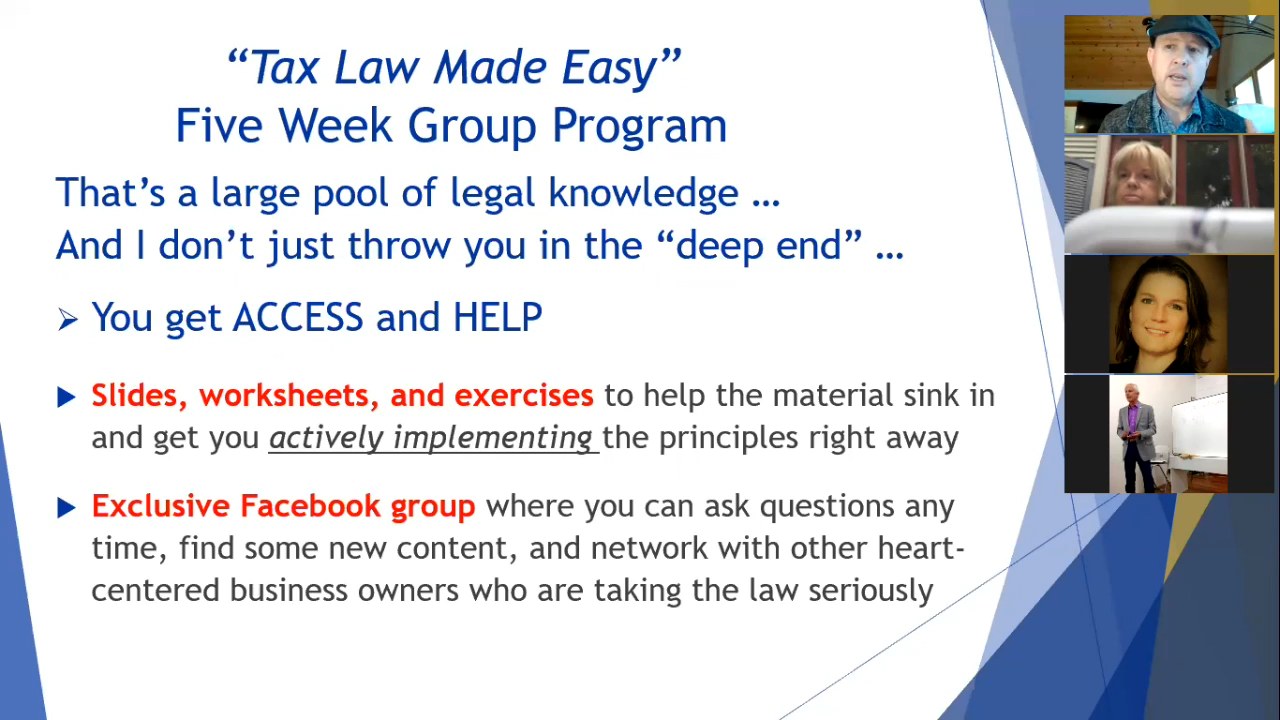 “Tax Law Made Easy”
Five Week Group Program
That’s a large pool of legal knowledge …
And I don’t just throw you in the “deep end” …
You get ACCESS and HELP
Slides, worksheets, and exercises to help the material sink in
and get you actively implementing the principles right away
Exclusive Facebook group where you can ask questions any
time, find some new content, and network with other heart-
centered business owners who are taking the law seriously